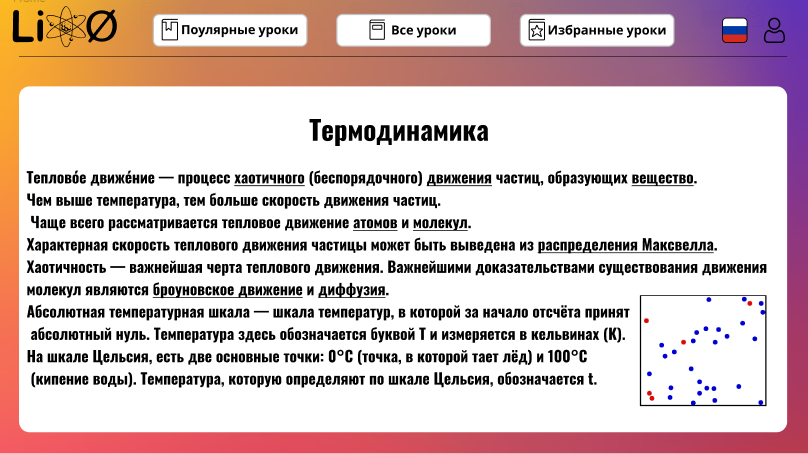 Li Ø
Поулярные уроки
Все уроки
Избранные уроки
Термодинамика
Теплово́е движе́ние — процесс хаотичного (беспорядочного) движения частиц, образующих вещество.
Чем выше температура, тем больше скорость движения частиц.
Чаще всего рассматривается тепловое движение атомов и молекул.
Характерная скорость теплового движения частицы может быть выведена из распределения Максвелла.
Хаотичность — важнейшая черта теплового движения. Важнейшими доказательствами существования движения
молекул являются броуновское движение и диффузия.
Абсолютная температурная шкала — шкала температур, в которой за начало отсчёта принят
абсолютный нуль. Температура здесь обозначается буквой T и измеряется в кельвинах (К).
На шкале Цельсия, есть две основные точки: 0°C (точка, в которой тает лёд) и 100°C
(кипение воды). Температура, которую определяют по шкале Цельсия, обозначается t.